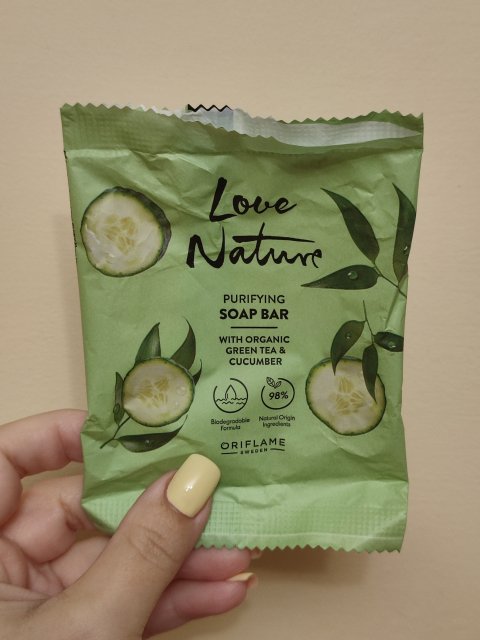 Love
Nature
PURIFYING
SOAP BAR
WITH ORGANIC
GREEN TEA &
CUCUMBER
98%
Biodegradable
Formula
Natural Origin
Ingredients
ORIFLAME
SWEDEN